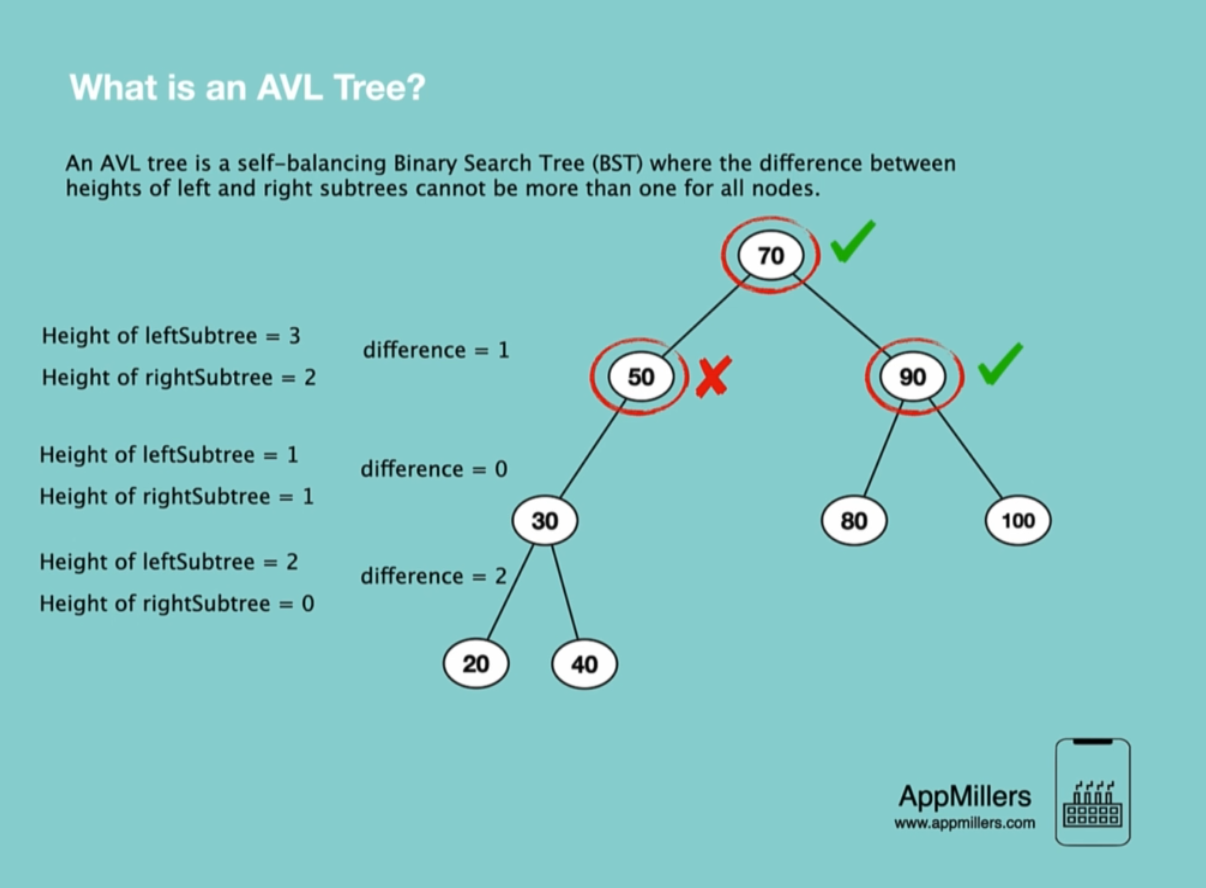 What is an AVL Tree?
An AVL tree is a self-balancing Binary Search Tree (BST) where the difference between
heights of left and right subtrees cannot be more than one for all nodes.
70
Height of leftSubtree = 3
difference = 1
Height of rightSubtree = 2
50
90
Height of leftSubtree = 1
difference = 0
Height of rightSubtree = 1
30
80
100
Height of leftSubtree = 2
difference = 2
Height of rightSubtree = 0
20
40
AppMillers
www.appmillers.com